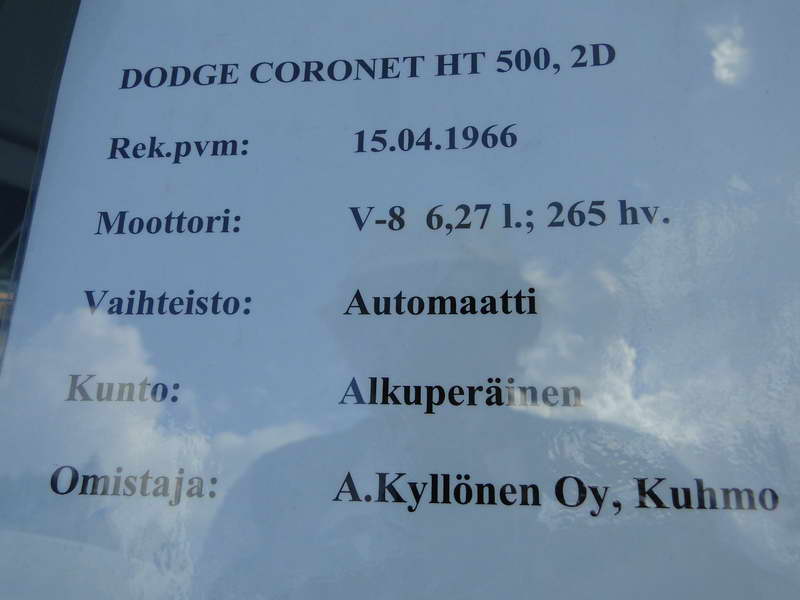 DODGE CORONET HT 500, 2D
Rek.pvm: 15.04.1966
Moottori: V-8 6,27 l.; 265 hv.
Vaihteisto: Automaatti
Kunto: Alkuperäinen
Omistaja: A.Kyllönen Oy, Kuhmo